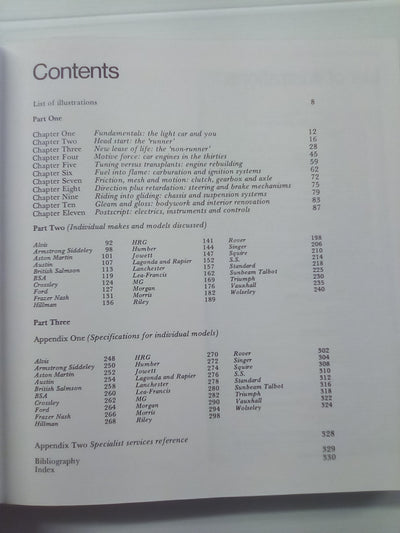 Contents
List of illustrations 8
Part One
Chapter One Fundamentals: the light car and you 12
Chapter Two Head start: the 'runner' 16
Chapter Three New lease of life: the 'non-runner' 28
Chapter Four Motive force: car engines in the thirties 45
Chapter Five Tuning versus transplants: engine rebuilding 59
Chapter Six Fuel into flame: carburation and ignition systems 62
Chapter Seven Friction, mesh and motion: clutch, gearbox and axle 72
Chapter Eight Direction plus retardation: steering and brake mechanisms 75
Chapter Nine Riding into gliding: chassis and suspension systems 79
Chapter Ten Gleam and gloss: bodywork and interior renovation 83
Chapter Eleven Postscript: electrics, instruments and controls 87
Part Two (Individual makes and models discussed)
Alvis 92 HRG 141 Rover 198
Armstrong Siddeley 98 Humber 144 Singer 206
Aston Martin 101 Jowett 147 Squire 210
Austin 107 Lagonda and Rapier 152 S.S. 214
British Salmson 113 Lanchester 157 Standard 218
BSA 119 Lea-Francis 162 Sunbeam Talbot 225
Crossley 124 MG Triumph 230
Ford 127 Morgan 176 Vauxhall 235
Frazer Nash 131 Morris 182 Wolseley 240
Hillman 136 Riley 189
Part Three
Appendix One (Specifications for individual models)
Alvis 248 HRG 270 Rover 302
Armstrong Siddeley 250 Humber 272 Singer 304
Aston Martin 252 Jowett 274 Squire 308
Austin 254 Lagonda and Rapier 276 S.S. 310
British Salmson 258 Lanchester 278 Standard 312
BSA 260 Lea-Francis 280 Sunbeam Talbot 316
Crossley 262 MG 282 Triumph 318
Ford 264 Morgan Vauxhall 322
Frazer Nash 266 Morris 294 Wolseley 324
Hillman 268 Riley 298
Appendix Two Specialist services reference 328
Bibliography 329
Index 330